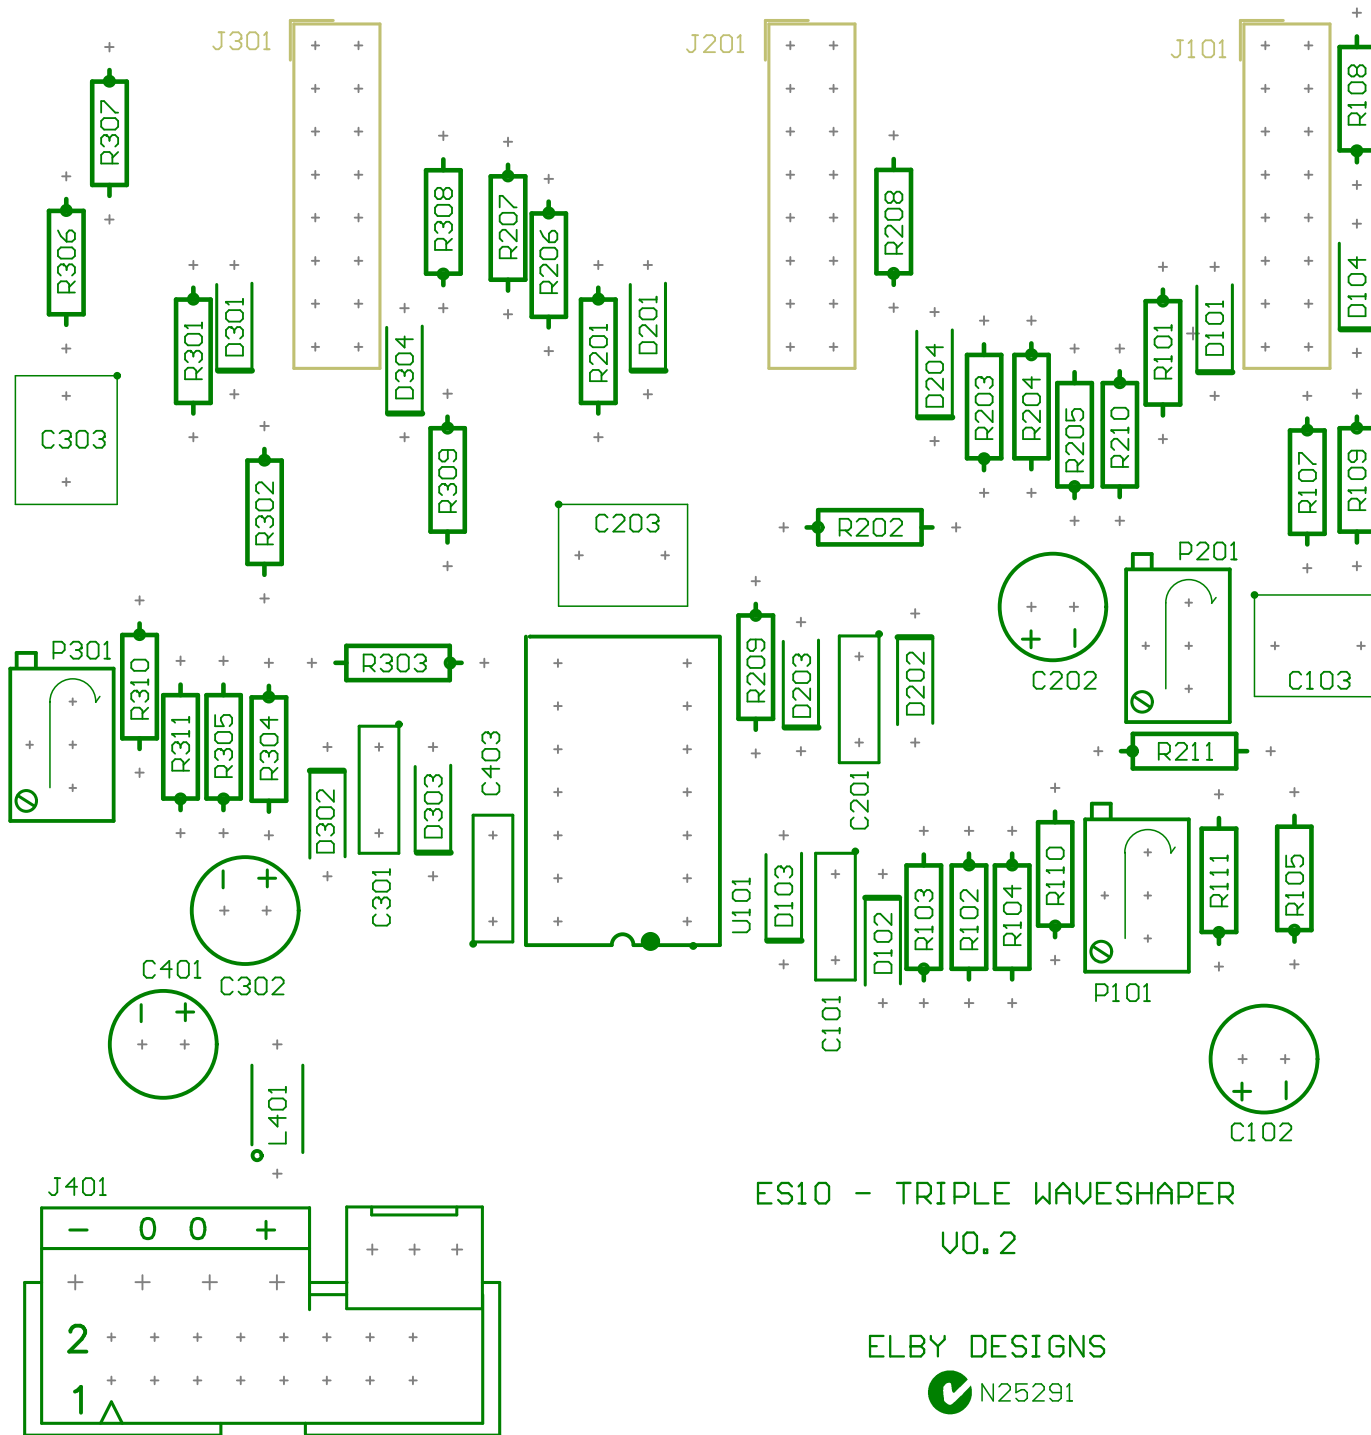 J301
J201
J101
R108
R307
R308
R207
R208
R306
R206
D104
R301
D301
D304
R201
D201
D204
R203
R204
R205
R210
R101
D101
C303
R302
R309
C203
R202
P201
R107
R109
P301
R310
R303
R209
D203
D202
C202
C103
R311
R305
R304
D302
D303
C403
C201
R211
C301
U101
D103
D102
R103
R102
R104
R110
R111
R105
- +
C401
C302
C101
P101
- +
+ -
L401
C102
J401
- 0 0 +
2
1
ES10 - TRIPLE WAVESHAPER
V0.2
ELBY DESIGNS
N25291